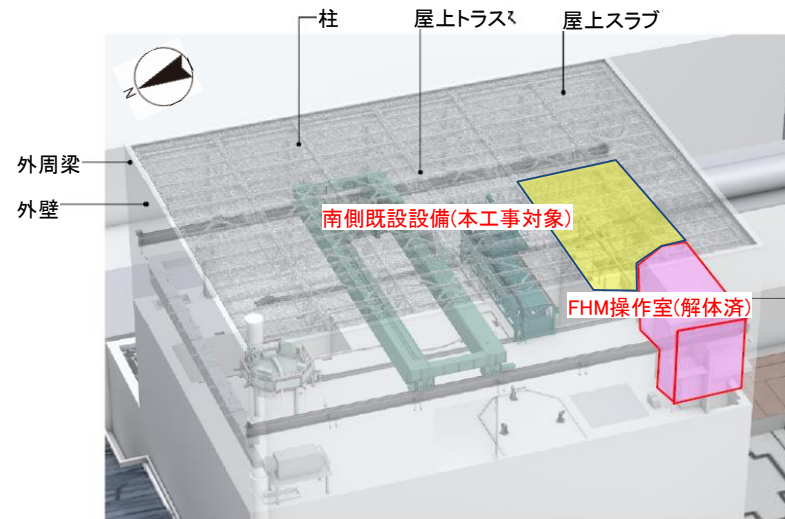 柱
屋上トラス
屋上スラブ
N
外周梁
外壁
南側既設設備(本工事対象)
FHM操作室(解体済)